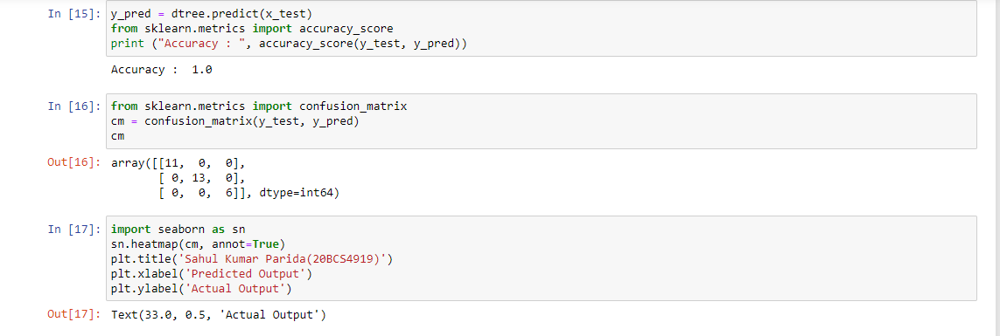 In [15]: y_pred = dtree.predict(x_test)
from sklearn.metrics import accuracy_score
print ("Accuracy : ", accuracy_score(y_test, y_pred))
Accuracy :  1.0
In [16]: from sklearn.metrics import confusion_matrix
cm = confusion_matrix(y_test, y_pred)
cm
Out[16]: array([[11,  0,  0],
       [ 0, 13,  0],
       [ 0,  0,  6]], dtype=int64)
In [17]: import seaborn as sn
sn.heatmap(cm, annot=True)
plt.title('Sahul Kumar Parida(20BCS4919)')
plt.xlabel('Predicted Output')
plt.ylabel('Actual Output')
Out[17]: Text(33.0, 0.5, 'Actual Output')